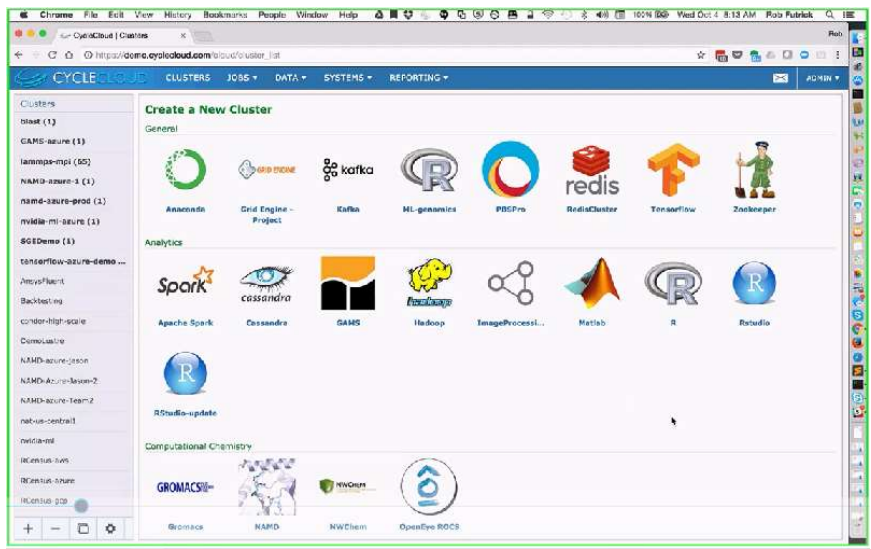 Chrome File Edit View History Bookmarks People Window Help 100% Wed Oct 4 8:13 AM Rob Futrick
CycleCloud | Clusters
Rob
https://demo.cyclecloud.com/cloud/cluster_list
CYCLECLOUD CLUSTERS JOBS DATA SYSTEMS REPORTING ADMIN
Clusters
blast (1)
GAMS-azure (1)
lammps-mpi (65)
NAMD-azure-1 (1)
namd-azure-prod (1)
nvidia-ml-azure (1)
SGEDemo (1)
tensorflow-azure-demo ...
AnsysFluent
Backtesting
condor-high-scale
DemoLustre
NAMD-azure-jason
NAMD-Azure-Jason-2
NAMD-azure-Team2
nat-us-central1
nvidia-ml
RCensus-aws
RCensus-azure
RCensus-gcp
Create a New Cluster
General
GRID ENGINE
kafka
R
redis
Anaconda
Grid Engine -
Project
Kafka
ML-genomics
PBSPro
RedisCluster
Tensorflow
Zookeeper
Analytics
Spark
cassandra
hadoop
R
R
Apache Spark
Cassandra
GAMS
Hadoop
ImageProcessi...
Matlab
R
Rstudio
R
RStudio-update
Computational Chemistry
GROMACS
NWCHEM
Gromacs
NAMD
NWChem
OpenEye ROCS